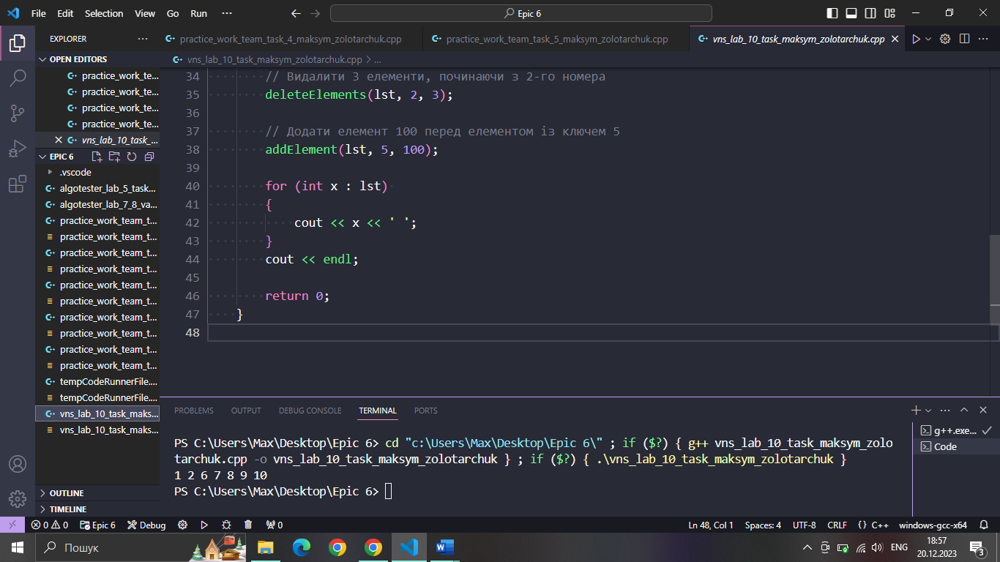 File Edit Selection View Go Run ··· Epic 6
EXPLORER ···
practice_work_team_task_4_maksym_zolotarchuk.cpp
practice_work_team_task_5_maksym_zolotarchuk.cpp
vns_lab_10_task_maksym_zolotarchuk.cpp
OPEN EDITORS
practice_work_te...
practice_work_te...
practice_work_te...
practice_work_te...
vns_lab_10_task_...
EPIC 6
.vscode
algotester_lab_5_task...
algotester_lab_7_8_va...
practice_work_team_t...
practice_work_team_t...
practice_work_team_t...
practice_work_team_t...
practice_work_team_t...
practice_work_team_t...
practice_work_team_t...
practice_work_team_t...
practice_work_team_t...
practice_work_team_t...
tempCodeRunnerFile....
tempCodeRunnerFile....
vns_lab_10_task_maks...
vns_lab_10_task_maks...
OUTLINE
TIMELINE
vns_lab_10_task_maksym_zolotarchuk.cpp > ...
34 // Видалити 3 елементи, починаючи з 2-го номера
35 deleteElements(lst, 2, 3);
36
37 // Додати елемент 100 перед елементом із ключем 5
38 addElement(lst, 5, 100);
39
40 for (int x : lst)
41 {
42 cout << x << ' ';
43 }
44 cout << endl;
45
46 return 0;
47 }
48
PROBLEMS OUTPUT DEBUG CONSOLE TERMINAL PORTS
PS C:\Users\Max\Desktop\Epic 6> cd "c:\Users\Max\Desktop\Epic 6\" ; if ($?) { g++ vns_lab_10_task_maksym_zolo
tarchuk.cpp -o vns_lab_10_task_maksym_zolotarchuk } ; if ($?) { .\vns_lab_10_task_maksym_zolotarchuk }
1 2 6 7 8 9 10
PS C:\Users\Max\Desktop\Epic 6>
g++.exe...
Code
0 0 Epic 6 Debug 0 Ln 48, Col 1 Spaces: 4 UTF-8 CRLF {} C++ windows-gcc-x64
Пошук
ENG
18:57
20.12.2023
3